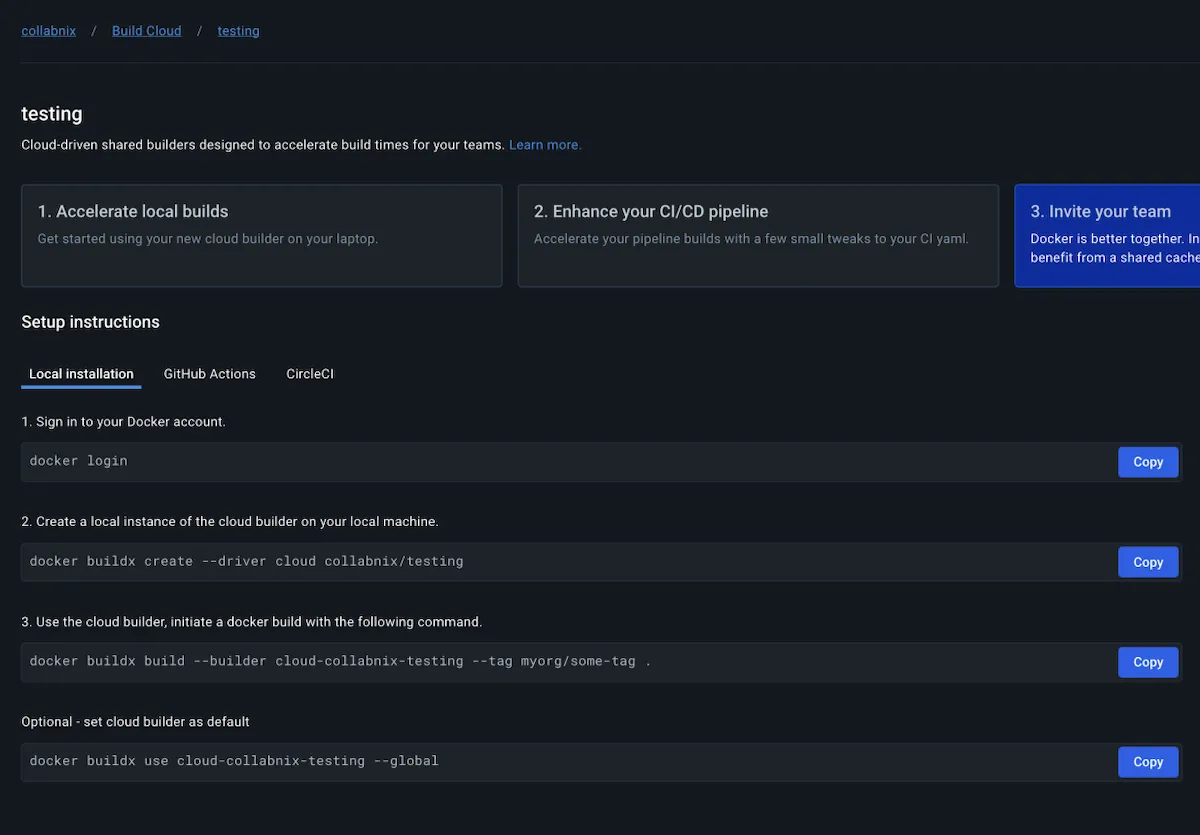 collabnix / Build Cloud / testing
testing
Cloud-driven shared builders designed to accelerate build times for your teams. Learn more.
1. Accelerate local builds
Get started using your new cloud builder on your laptop.
2. Enhance your CI/CD pipeline
Accelerate your pipeline builds with a few small tweaks to your CI yaml.
3. Invite your team
Docker is better together. In
benefit from a shared cache
Setup instructions
Local installation GitHub Actions CircleCI
1. Sign in to your Docker account.
docker login Copy
2. Create a local instance of the cloud builder on your local machine.
docker buildx create --driver cloud collabnix/testing Copy
3. Use the cloud builder, initiate a docker build with the following command.
docker buildx build --builder cloud-collabnix-testing --tag myorg/some-tag . Copy
Optional - set cloud builder as default
docker buildx use cloud-collabnix-testing --global Copy